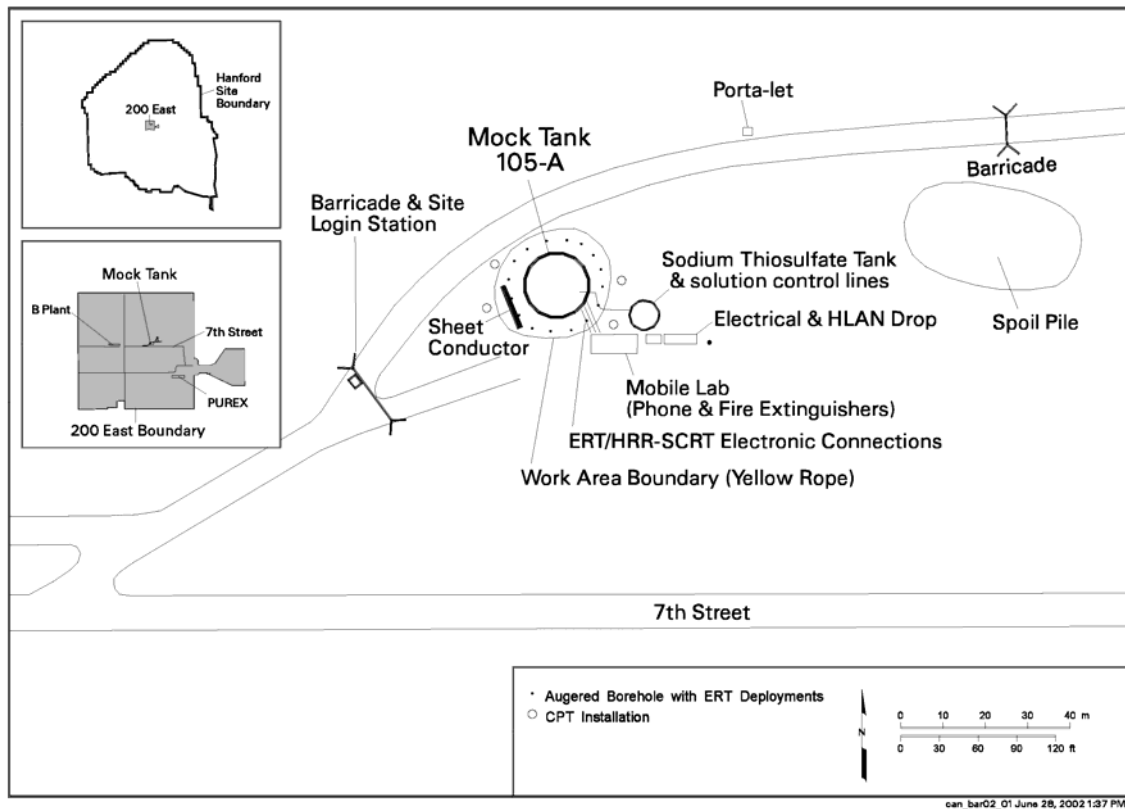 Hanford
Site
Boundary
200 East
Mock Tank
B Plant
7th Street
PUREX
200 East Boundary
Porta-let
Mock Tank
105-A
Barricade
Barricade & Site
Login Station
Sodium Thiosulfate Tank
& solution control lines
Spoil Pile
Sheet
Conductor
Electrical & HLAN Drop
Mobile Lab
(Phone & Fire Extinguishers)
ERT/HRR-SCRT Electronic Connections
Work Area Boundary (Yellow Rope)
7th Street
Augered Borehole with ERT Deployments
CPT Installation
N
0 10 20 30 40 m
0 30 60 90 120 ft
can_bar02_01 June 28, 2002 1:37 PM